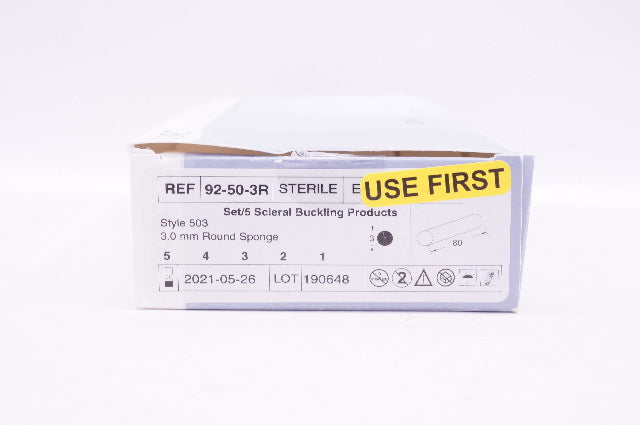 REF 92-50-3R STERILE E
USE FIRST
Set/5 Scleral Buckling Products
Style 503
3.0 mm Round Sponge
1
3
80
5 4 3 2 1
2021-05-26 LOT 190648
2